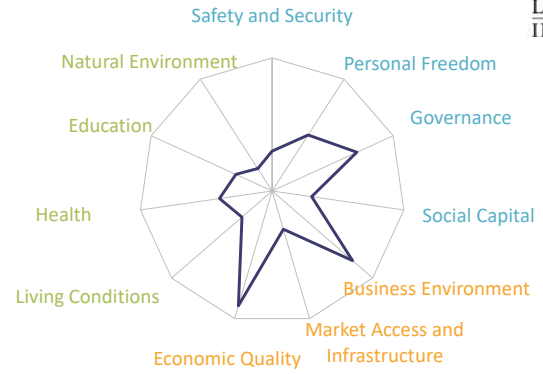 Safety and Security
Natural Environment
Personal Freedom
Education
Governance
Health
Social Capital
Living Conditions
Business Environment
Market Access and
Infrastructure
Economic Quality